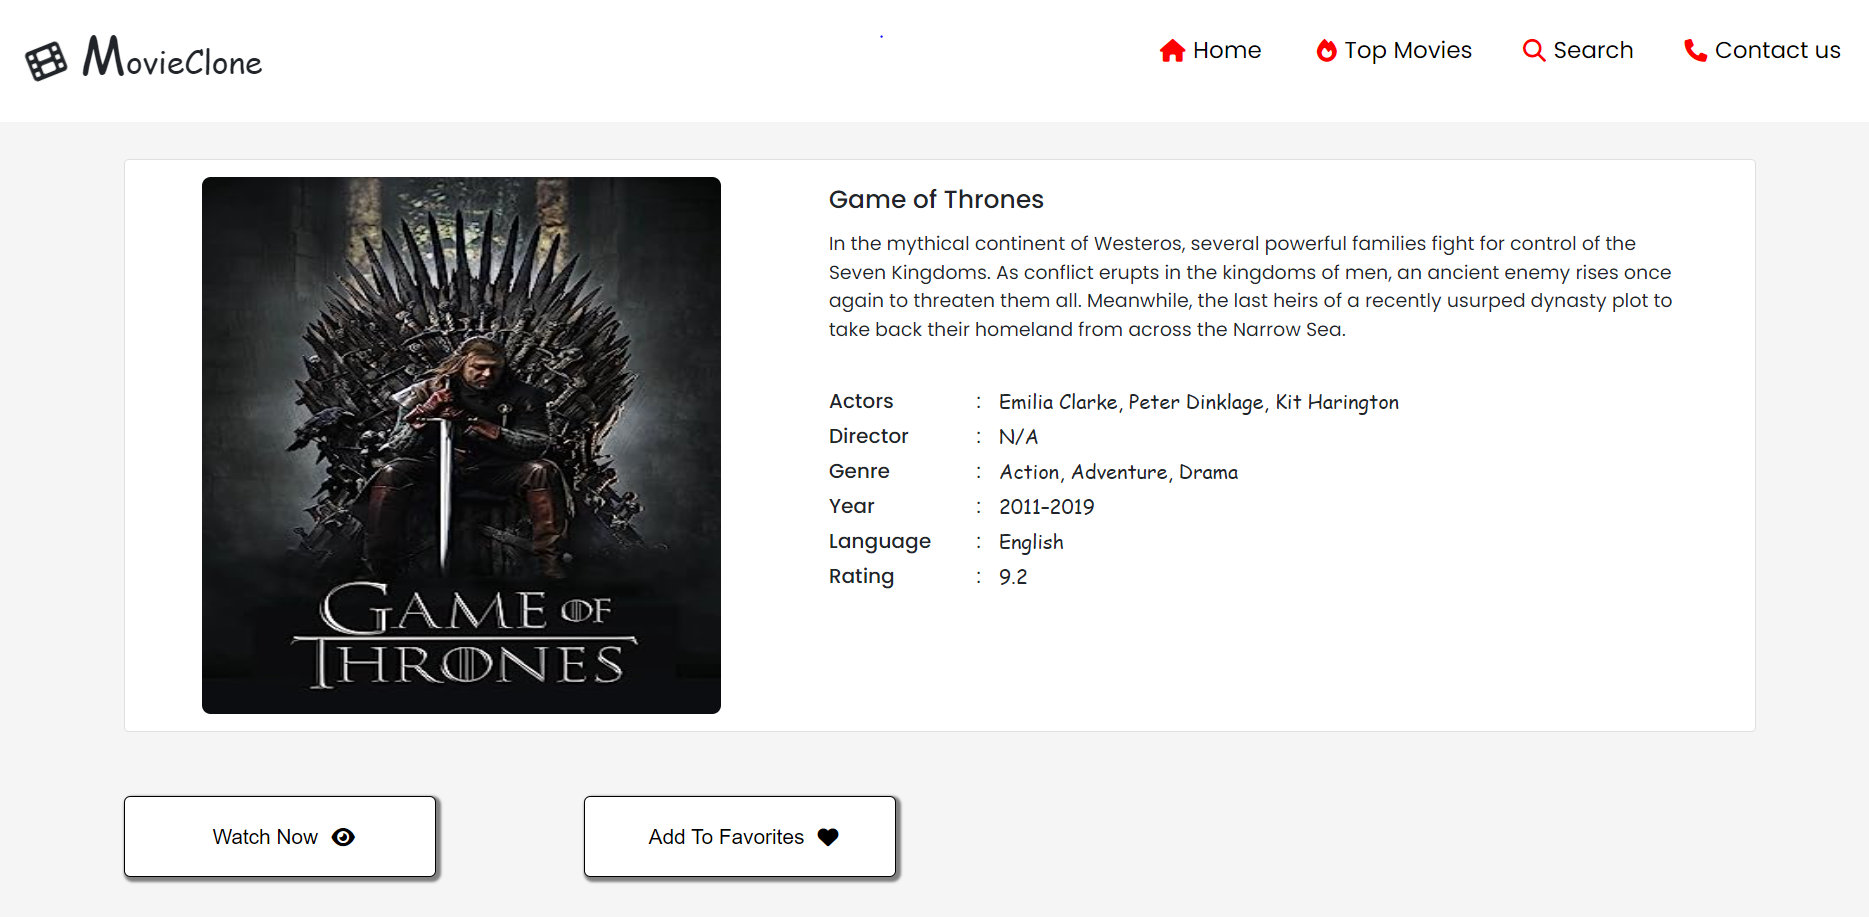 MovieClone
Home Top Movies Search Contact us
GAME OF
THRONES
Game of Thrones
In the mythical continent of Westeros, several powerful families fight for control of the
Seven Kingdoms. As conflict erupts in the kingdoms of men, an ancient enemy rises once
again to threaten them all. Meanwhile, the last heirs of a recently usurped dynasty plot to
take back their homeland from across the Narrow Sea.
Actors : Emilia Clarke, Peter Dinklage, Kit Harington
Director : N/A
Genre : Action, Adventure, Drama
Year : 2011–2019
Language : English
Rating : 9.2
Watch Now
Add To Favorites